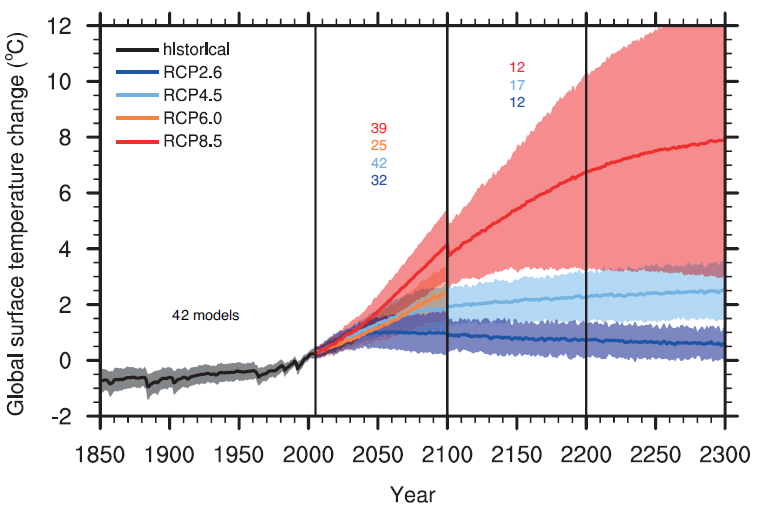 Global surface temperature change (°C)
12
10
8
6
4
2
0
-2
historical
RCP2.6
RCP4.5
RCP6.0
RCP8.5
12
17
12
39
25
42
32
42 models
1850 1900 1950 2000 2050 2100 2150 2200 2250 2300
Year